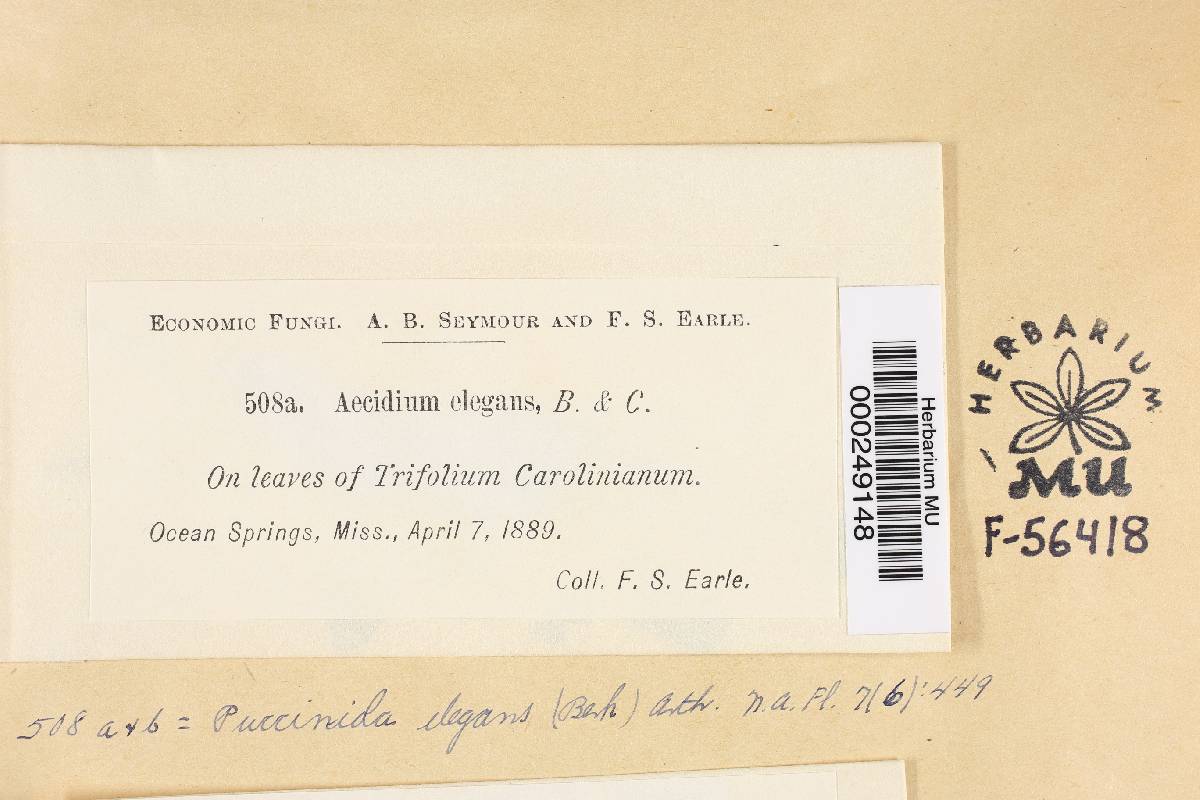 Economic Fungi. A. B. Seymour and F. S. Earle.
508a. Aecidium elegans, B. & C.
On leaves of Trifolium Carolinianum.
Ocean Springs, Miss., April 7, 1889.
Coll. F. S. Earle.
Herbarium MU
000249148
HERBARIUM
MU
F-56418
508 a & b = Puccinida elegans (Berk) Arth. N.A. Fl. 7(6):449